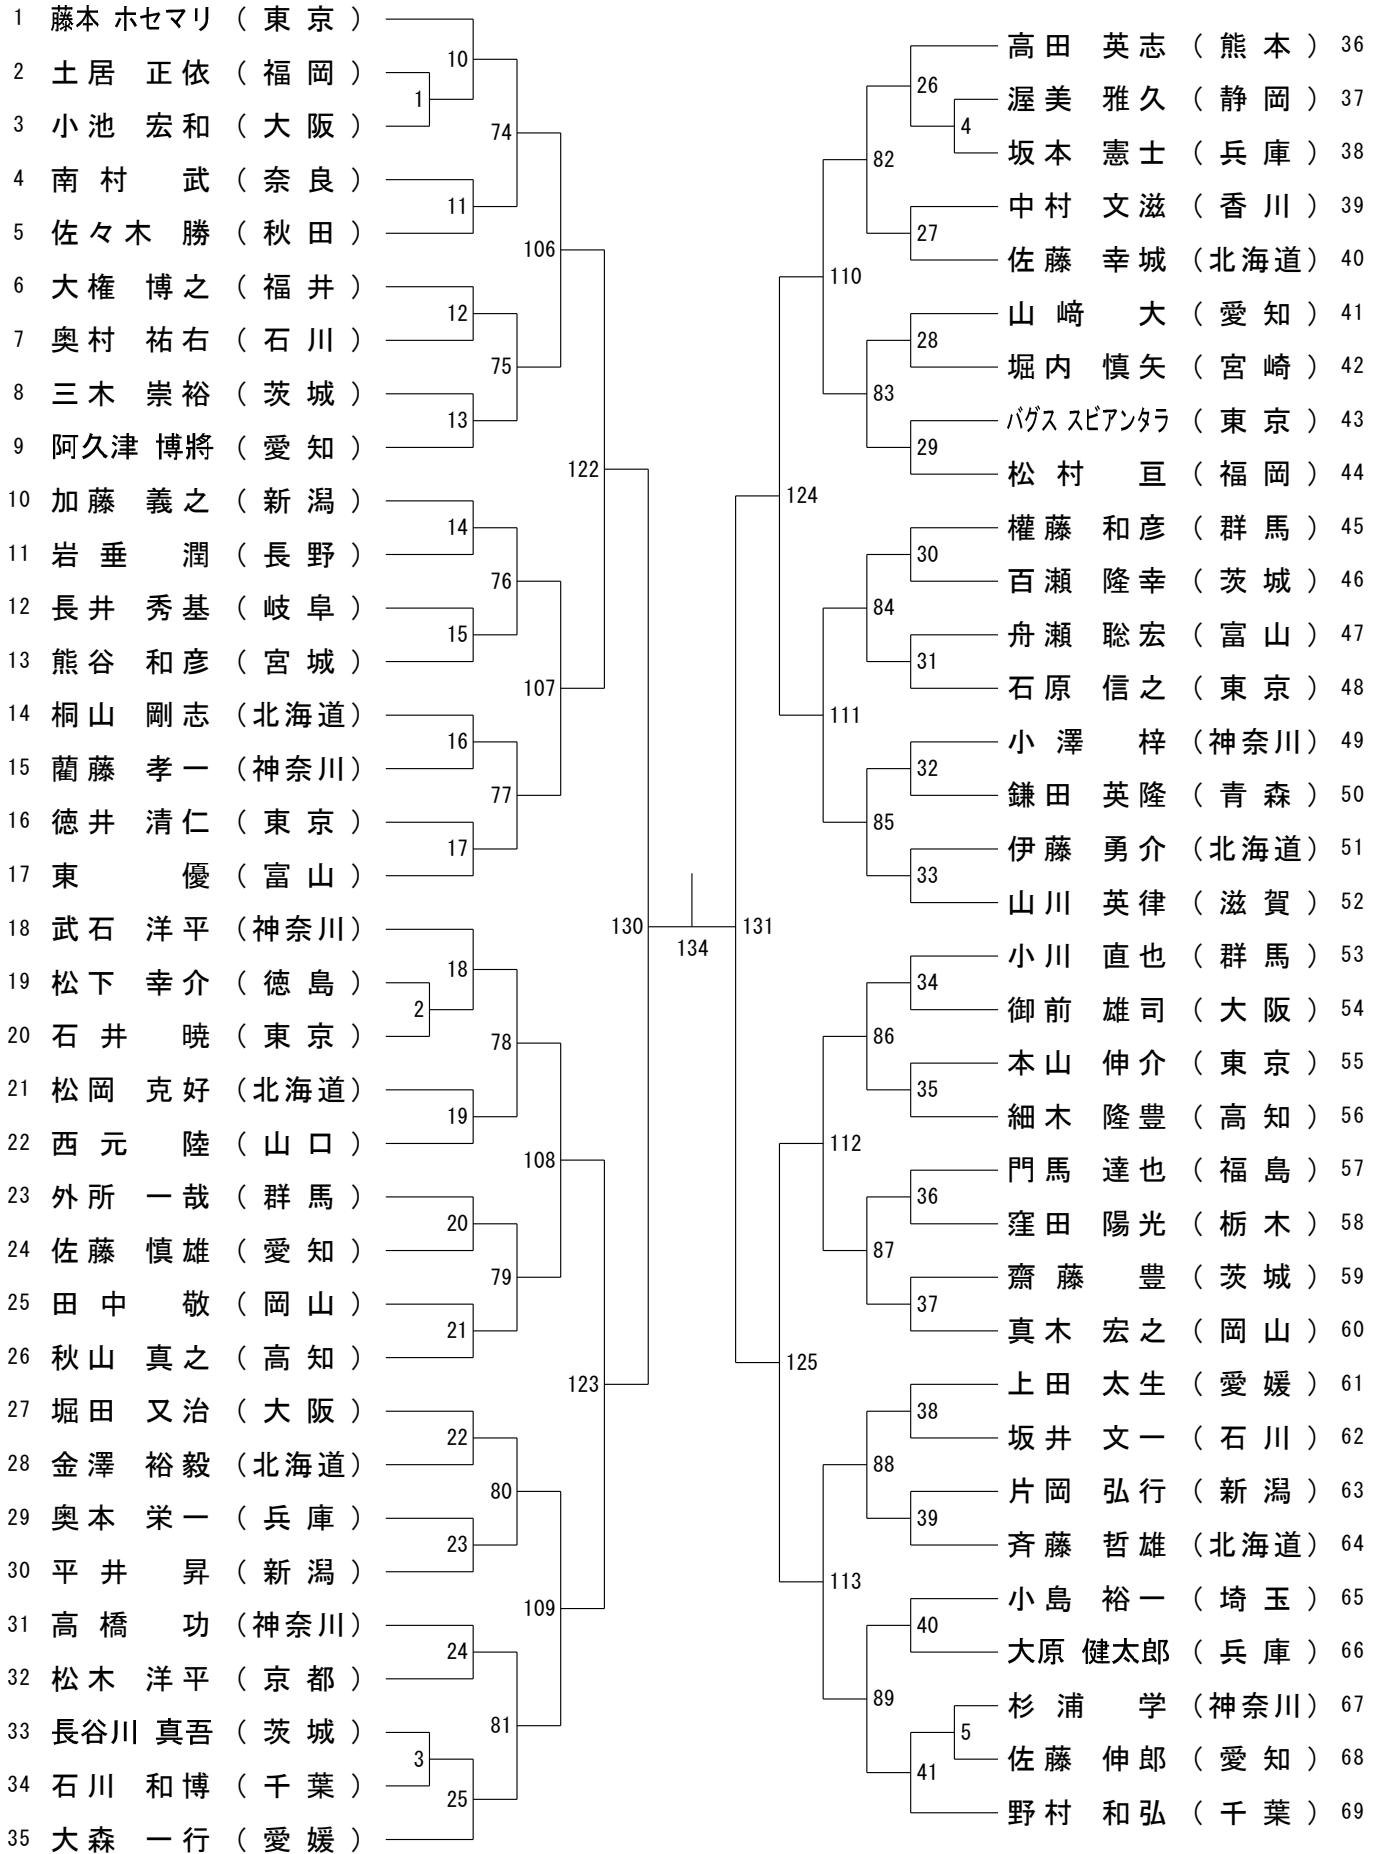 1 藤本 ホセマリ (東京)
2 土居 正依 (福岡)
3 小池 宏和 (大阪)
4 南村 武 (奈良)
5 佐々木 勝 (秋田)
6 大権 博之 (福井)
7 奥村 祐右 (石川)
8 三木 崇裕 (茨城)
9 阿久津 博將 (愛知)
10 加藤 義之 (新潟)
11 岩垂 潤 (長野)
12 長井 秀基 (岐阜)
13 熊谷 和彦 (宮城)
14 桐山 剛志 (北海道)
15 藺藤 孝一 (神奈川)
16 徳井 清仁 (東京)
17 東 優 (富山)
18 武石 洋平 (神奈川)
19 松下 幸介 (徳島)
20 石井 暁 (東京)
21 松岡 克好 (北海道)
22 西元 陸 (山口)
23 外所 一哉 (群馬)
24 佐藤 慎雄 (愛知)
25 田中 敬 (岡山)
26 秋山 真之 (高知)
27 堀田 又治 (大阪)
28 金澤 裕毅 (北海道)
29 奥本 栄一 (兵庫)
30 平井 昇 (新潟)
31 高橋 功 (神奈川)
32 松木 洋平 (京都)
33 長谷川 真吾 (茨城)
34 石川 和博 (千葉)
35 大森 一行 (愛媛)
1
2
3
10
11
12
13
14
15
16
17
18
19
20
21
22
23
24
25
74
75
76
77
78
79
80
81
106
107
108
109
122
123
130
134
131
124
125
110
111
112
113
82
83
84
85
86
87
88
89
26
27
28
29
30
31
32
33
34
35
36
37
38
39
40
41
4
5
高田 英志 (熊本) 36
渥美 雅久 (静岡) 37
坂本 憲士 (兵庫) 38
中村 文滋 (香川) 39
佐藤 幸城 (北海道) 40
山﨑 大 (愛知) 41
堀内 慎矢 (宮崎) 42
バグス スビアンタラ (東京) 43
松村 亘 (福岡) 44
權藤 和彦 (群馬) 45
百瀬 隆幸 (茨城) 46
舟瀬 聡宏 (富山) 47
石原 信之 (東京) 48
小澤 梓 (神奈川) 49
鎌田 英隆 (青森) 50
伊藤 勇介 (北海道) 51
山川 英律 (滋賀) 52
小川 直也 (群馬) 53
御前 雄司 (大阪) 54
本山 伸介 (東京) 55
細木 隆豊 (高知) 56
門馬 達也 (福島) 57
窪田 陽光 (栃木) 58
齋藤 豊 (茨城) 59
真木 宏之 (岡山) 60
上田 太生 (愛媛) 61
坂井 文一 (石川) 62
片岡 弘行 (新潟) 63
斉藤 哲雄 (北海道) 64
小島 裕一 (埼玉) 65
大原 健太郎 (兵庫) 66
杉浦 学 (神奈川) 67
佐藤 伸郎 (愛知) 68
野村 和弘 (千葉) 69